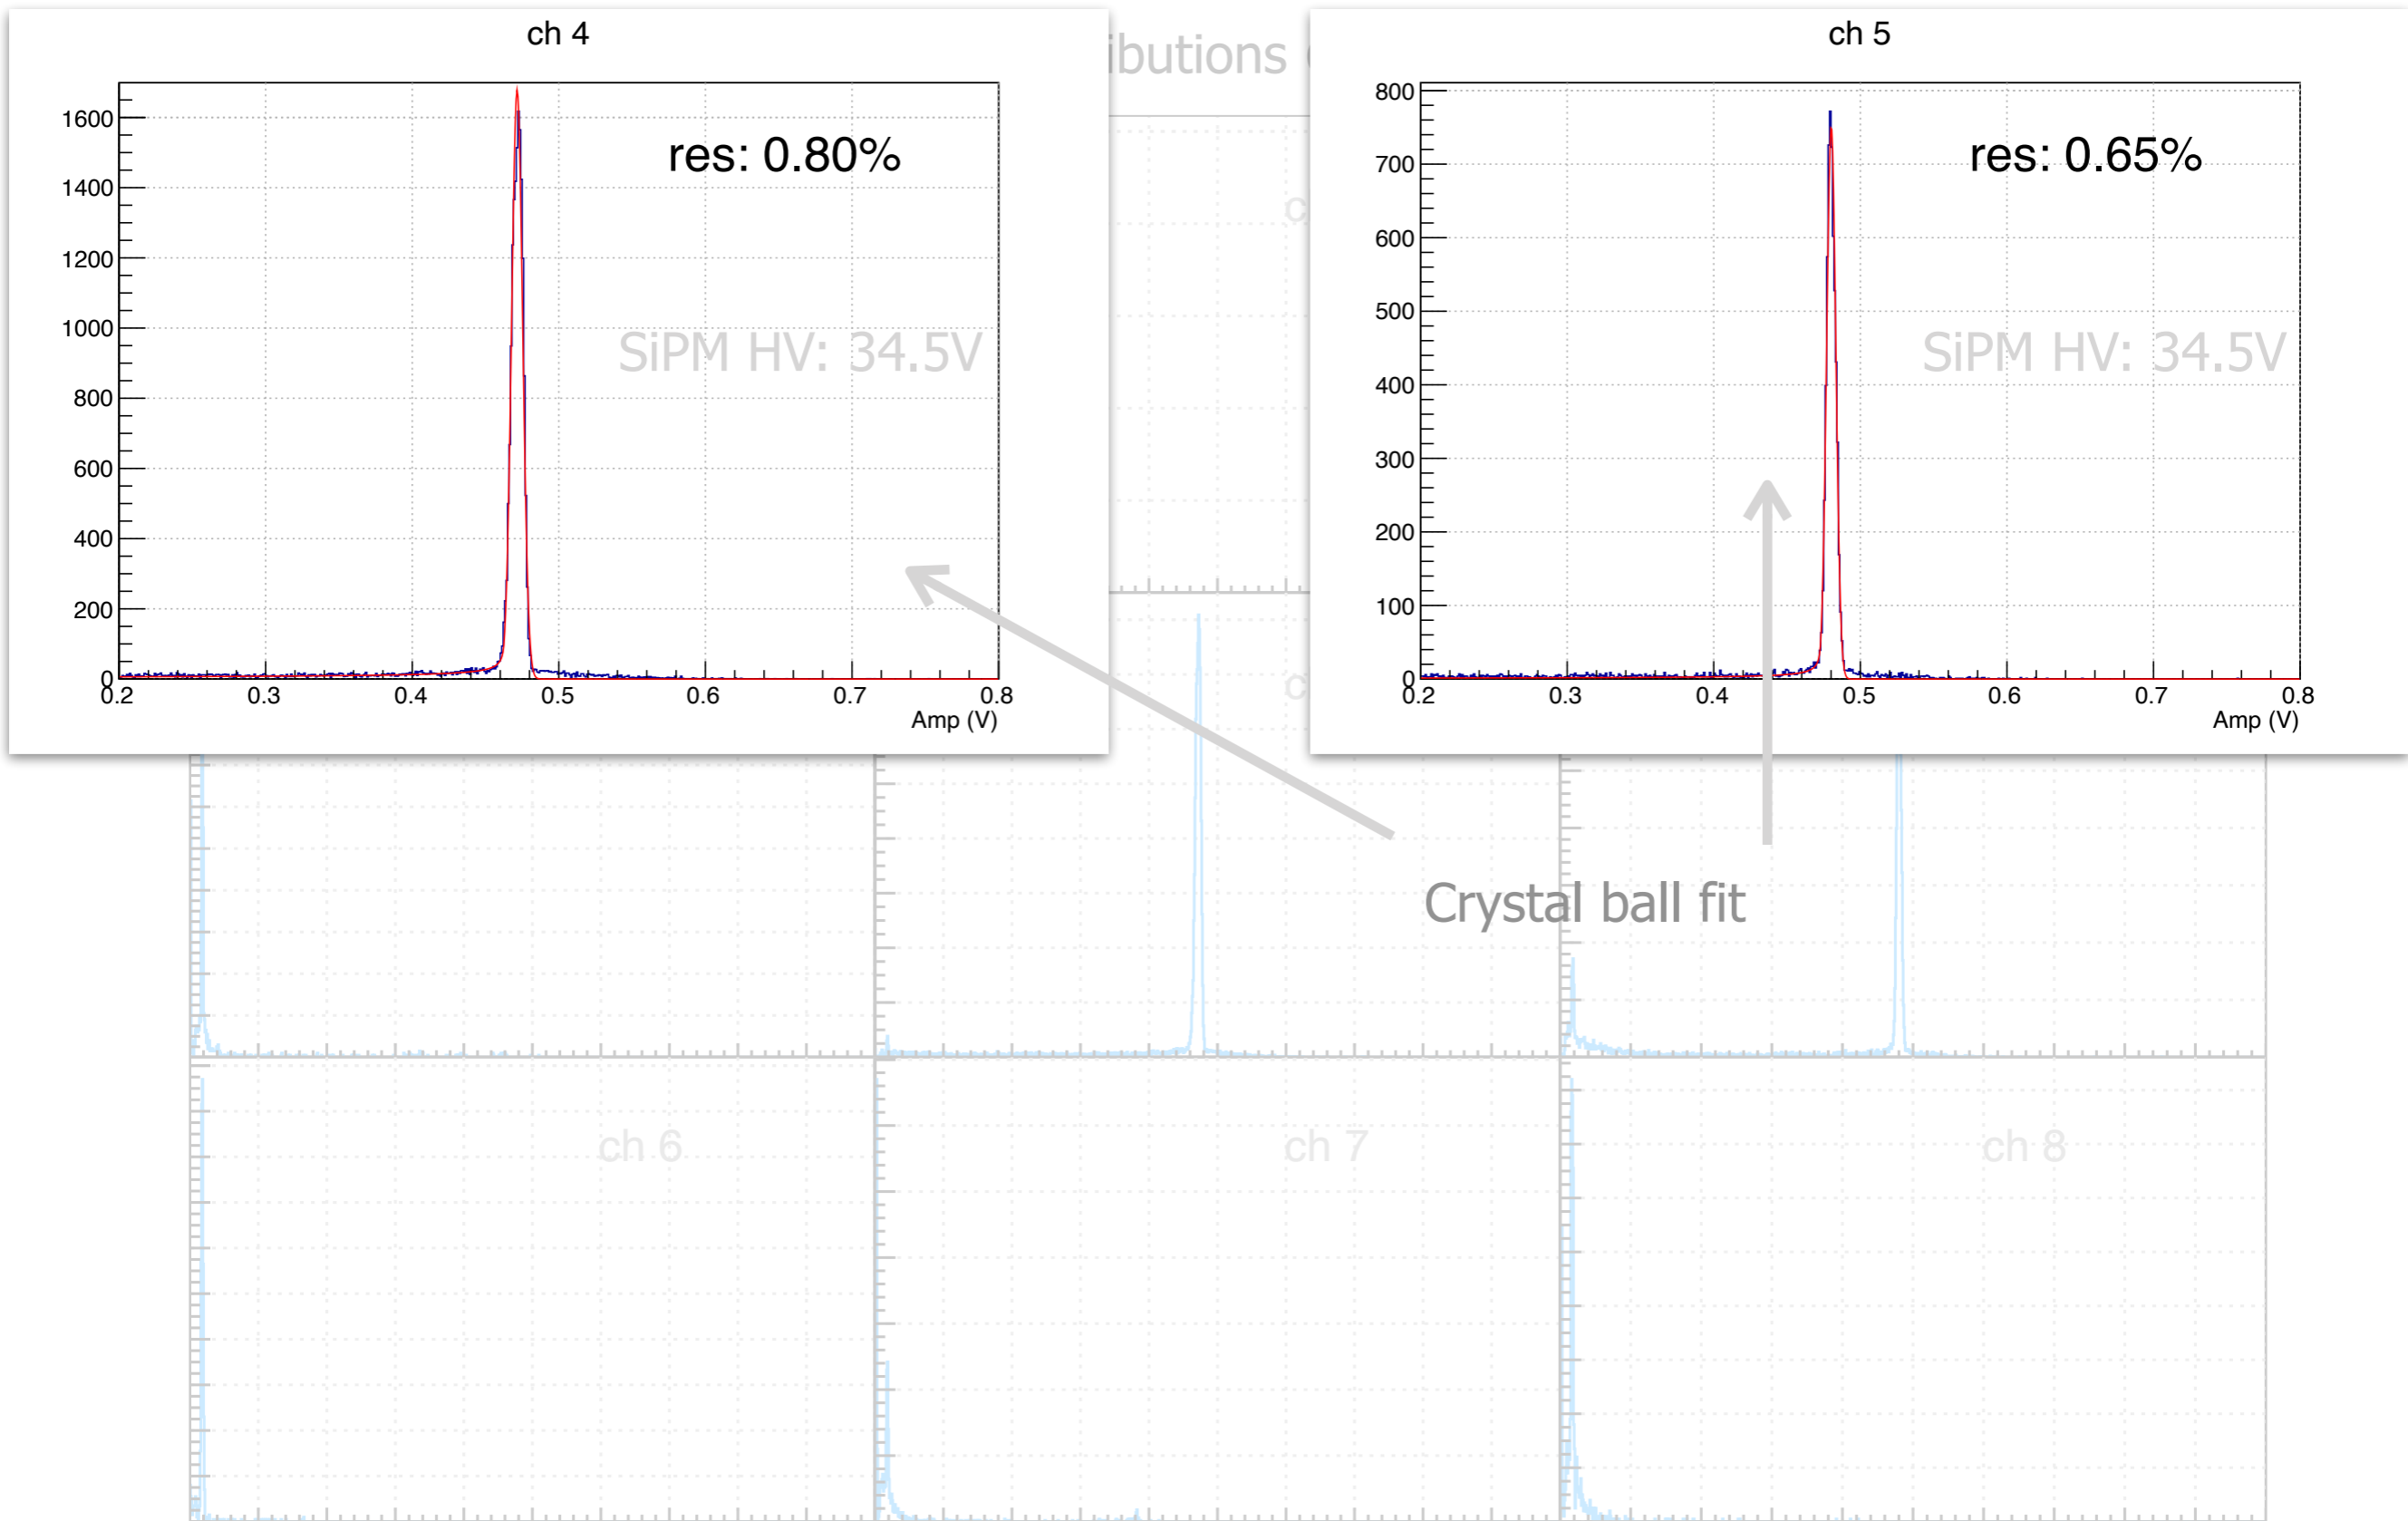 ch 4
ibutions
ch 5
1600
1400
1200
1000
800
600
400
200
0
res: 0.80%
SiPM HV: 34.5V
0.2 0.3 0.4 0.5 0.6 0.7 0.8
Amp (V)
800
700
600
500
400
300
200
100
0
res: 0.65%
SiPM HV: 34.5V
0.2 0.3 0.4 0.5 0.6 0.7 0.8
Amp (V)
Crystal ball fit
ch 6
ch 7
ch 8